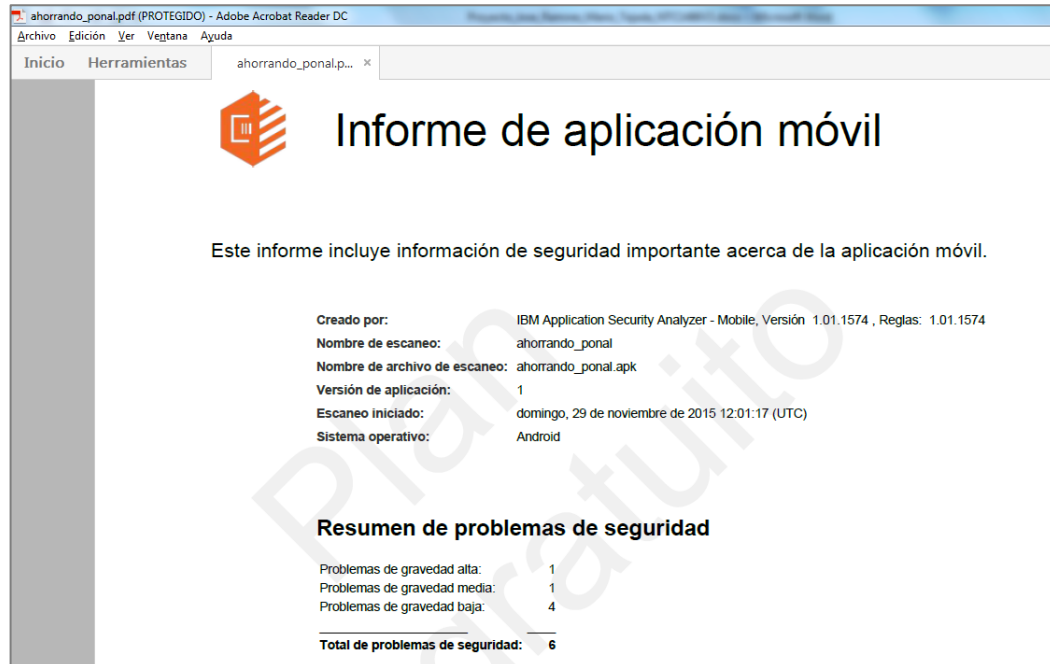 ahorrando_ponal.pdf (PROTEGIDO) - Adobe Acrobat Reader DC
Archivo Edición Ver Ventana Ayuda
Inicio Herramientas ahorrando_ponal.p... ×
Informe de aplicación móvil
Este informe incluye información de seguridad importante acerca de la aplicación móvil.
Creado por: IBM Application Security Analyzer - Mobile, Versión 1.01.1574 , Reglas: 1.01.1574
Nombre de escaneo: ahorrando_ponal
Nombre de archivo de escaneo: ahorrando_ponal.apk
Versión de aplicación: 1
Escaneo iniciado: domingo, 29 de noviembre de 2015 12:01:17 (UTC)
Sistema operativo: Android
Plan
gratuito
Resumen de problemas de seguridad
Problemas de gravedad alta: 1
Problemas de gravedad media: 1
Problemas de gravedad baja: 4
Total de problemas de seguridad: 6